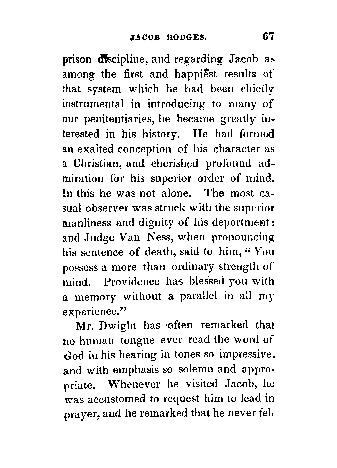 JACOB HODGES. 67
prison discipline, and regarding Jacob as
among the first and happiest results of
that system which he had been chiefly
instrumental in introducing to many of
our penitentiaries, he became greatly in-
terested in his history. He had formed
an exalted conception of his character as
a Christian, and cherished profound ad-
miration for his superior order of mind.
In this he was not alone. The most ca-
sual observer was struck with the superior
manliness and dignity of his deportment:
and Judge Van Ness, when pronouncing
his sentence of death, said to him, “ You
possess a more than ordinary strength of
mind. Providence has blessed you with
a memory without a parallel in all my
experience.”
Mr. Dwight has often remarked that
no human tongue ever read the word of
God in his hearing in tones so impressive,
and with emphasis so solemn and appro-
priate. Whenever he visited Jacob, he
was accustomed to request him to lead in
prayer, and he remarked that he never felt